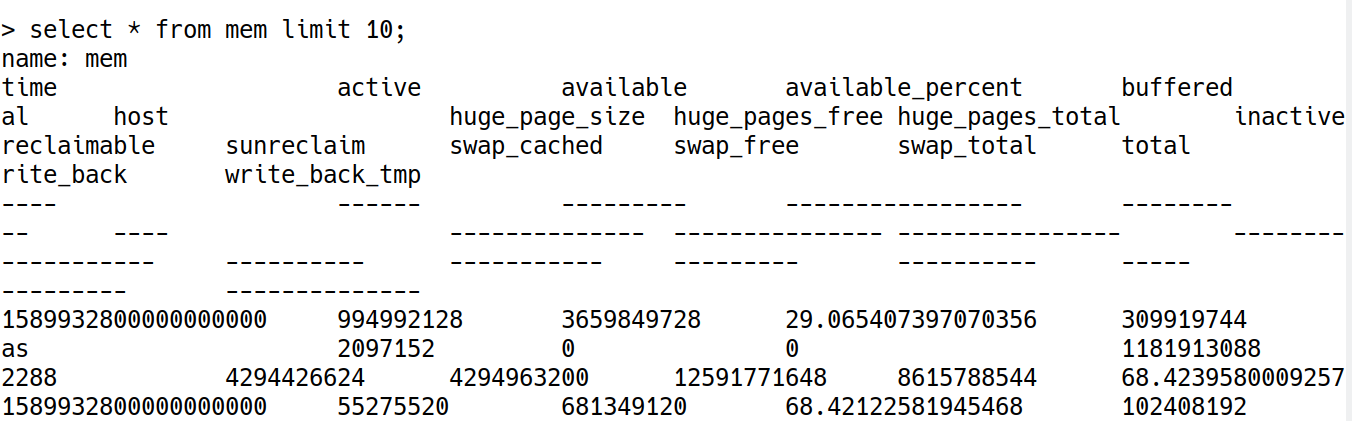 > select * from mem limit 10;
name: mem
time active available available_percent buffered
al host huge_page_size huge_pages_free huge_pages_total inactive
reclaimable sunreclaim swap_cached swap_free swap_total total
rite_back write_back_tmp
---- ------ --------- ----------------- --------
-- ---- -------------- --------------- ---------------- --------
----------- ---------- ----------- --------- ---------- -----
--------- --------------
1589932800000000000 994992128 3659849728 29.065407397070356 309919744
as 2097152 0 0 1181913088
2288 4294426624 4294963200 12591771648 8615788544 68.4239580009257
1589932800000000000 55275520 681349120 68.42122581945468 102408192